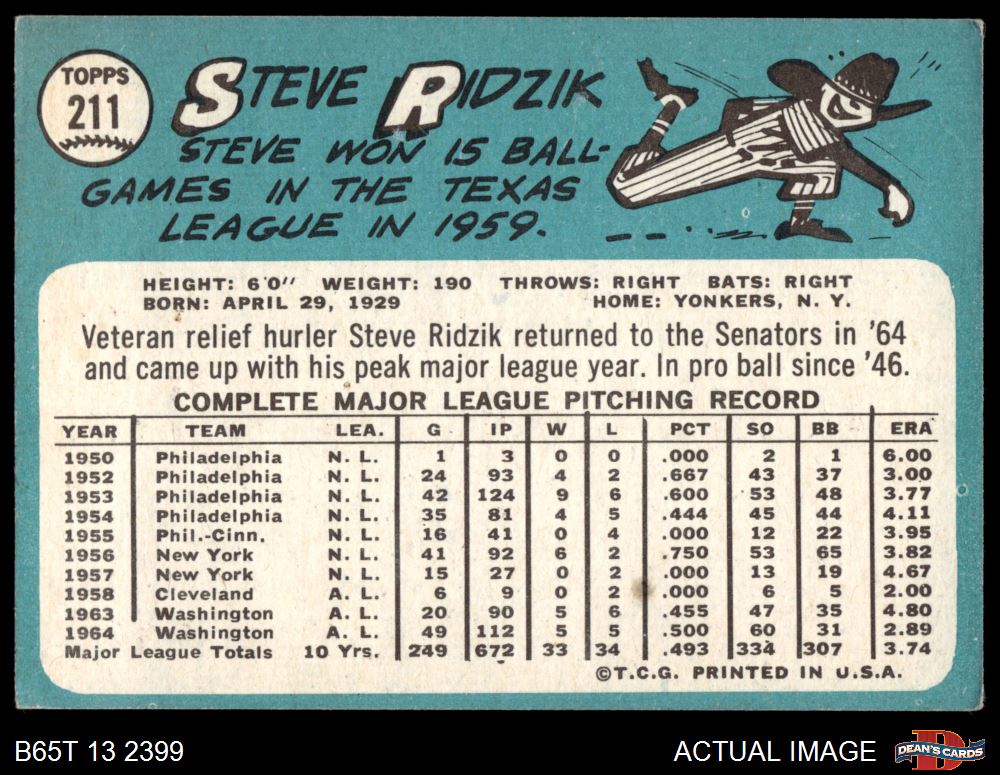 TOPPS
211
STEVE RIDZIK
STEVE WON 15 BALL-
GAMES IN THE TEXAS
LEAGUE IN 1959.
HEIGHT: 6'0" WEIGHT: 190 THROWS: RIGHT BATS: RIGHT
BORN: APRIL 29, 1929 HOME: YONKERS, N. Y.
Veteran relief hurler Steve Ridzik returned to the Senators in '64
and came up with his peak major league year. In pro ball since '46.
COMPLETE MAJOR LEAGUE PITCHING RECORD
YEAR TEAM LEA. G IP W L PCT SO BB ERA
1950 Philadelphia N. L. 1 3 0 0 .000 2 1 6.00
1952 Philadelphia N. L. 24 93 4 2 .667 43 37 3.00
1953 Philadelphia N. L. 42 124 9 6 .600 53 48 3.77
1954 Philadelphia N. L. 35 81 4 5 .444 45 44 4.11
1955 Phil.-Cinn. N. L. 16 41 0 4 .000 12 22 3.95
1956 New York N. L. 41 92 6 2 .750 53 65 3.82
1957 New York N. L. 15 27 0 2 .000 13 19 4.67
1958 Cleveland A. L. 6 9 0 2 .000 6 5 2.00
1963 Washington A. L. 20 90 5 6 .455 47 35 4.80
1964 Washington A. L. 49 112 5 5 .500 60 31 2.89
Major League Totals 10 Yrs. 249 672 33 34 .493 334 307 3.74
©T.C.G. PRINTED IN U.S.A.
B65T 13 2399 ACTUAL IMAGE DEAN'S CARDS